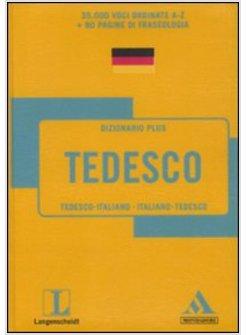 35.000 VOCI ORDINATE A-Z
+ 80 PAGINE DI FRASEOLOGIA
DIZIONARIO PLUS
TEDESCO
TEDESCO-ITALIANO · ITALIANO-TEDESCO
L
Langenscheidt
A
MONDADORI